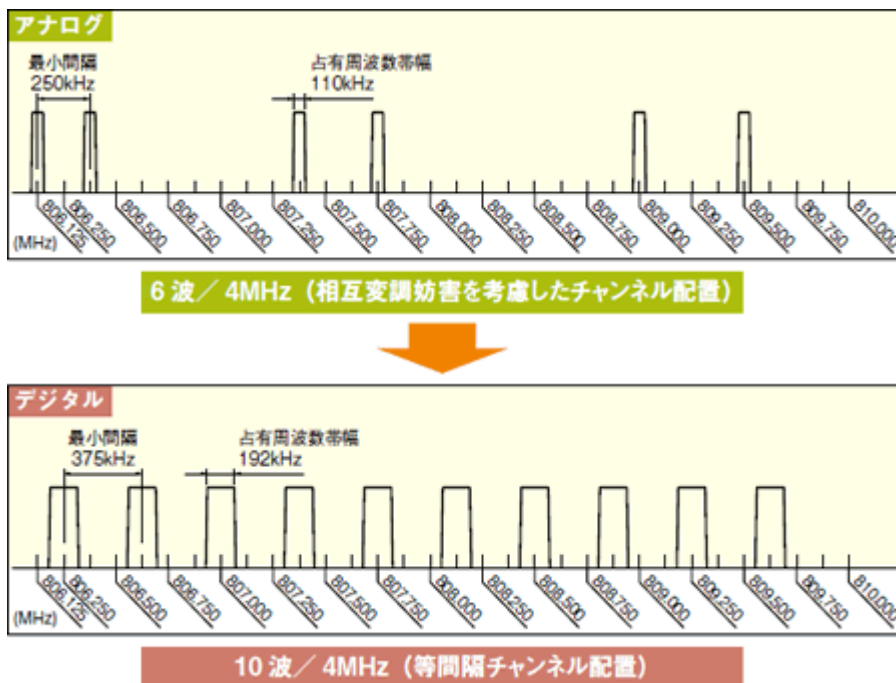 アナログ
最小間隔
250kHz
占有周波数帯幅
110kHz
806.125
806.250
806.500
806.750
807.000
807.250
807.500
807.750
808.000
808.250
808.500
808.750
809.000
809.250
809.500
809.750
810.000
(MHz)
6 波／ 4MHz（相互変調妨害を考慮したチャンネル配置）
デジタル
最小間隔
375kHz
占有周波数帯幅
192kHz
806.125
806.250
806.500
806.750
807.000
807.250
807.500
807.750
808.000
808.250
808.500
808.750
809.000
809.250
809.500
809.750
810.000
(MHz)
10 波／ 4MHz（等間隔チャンネル配置）